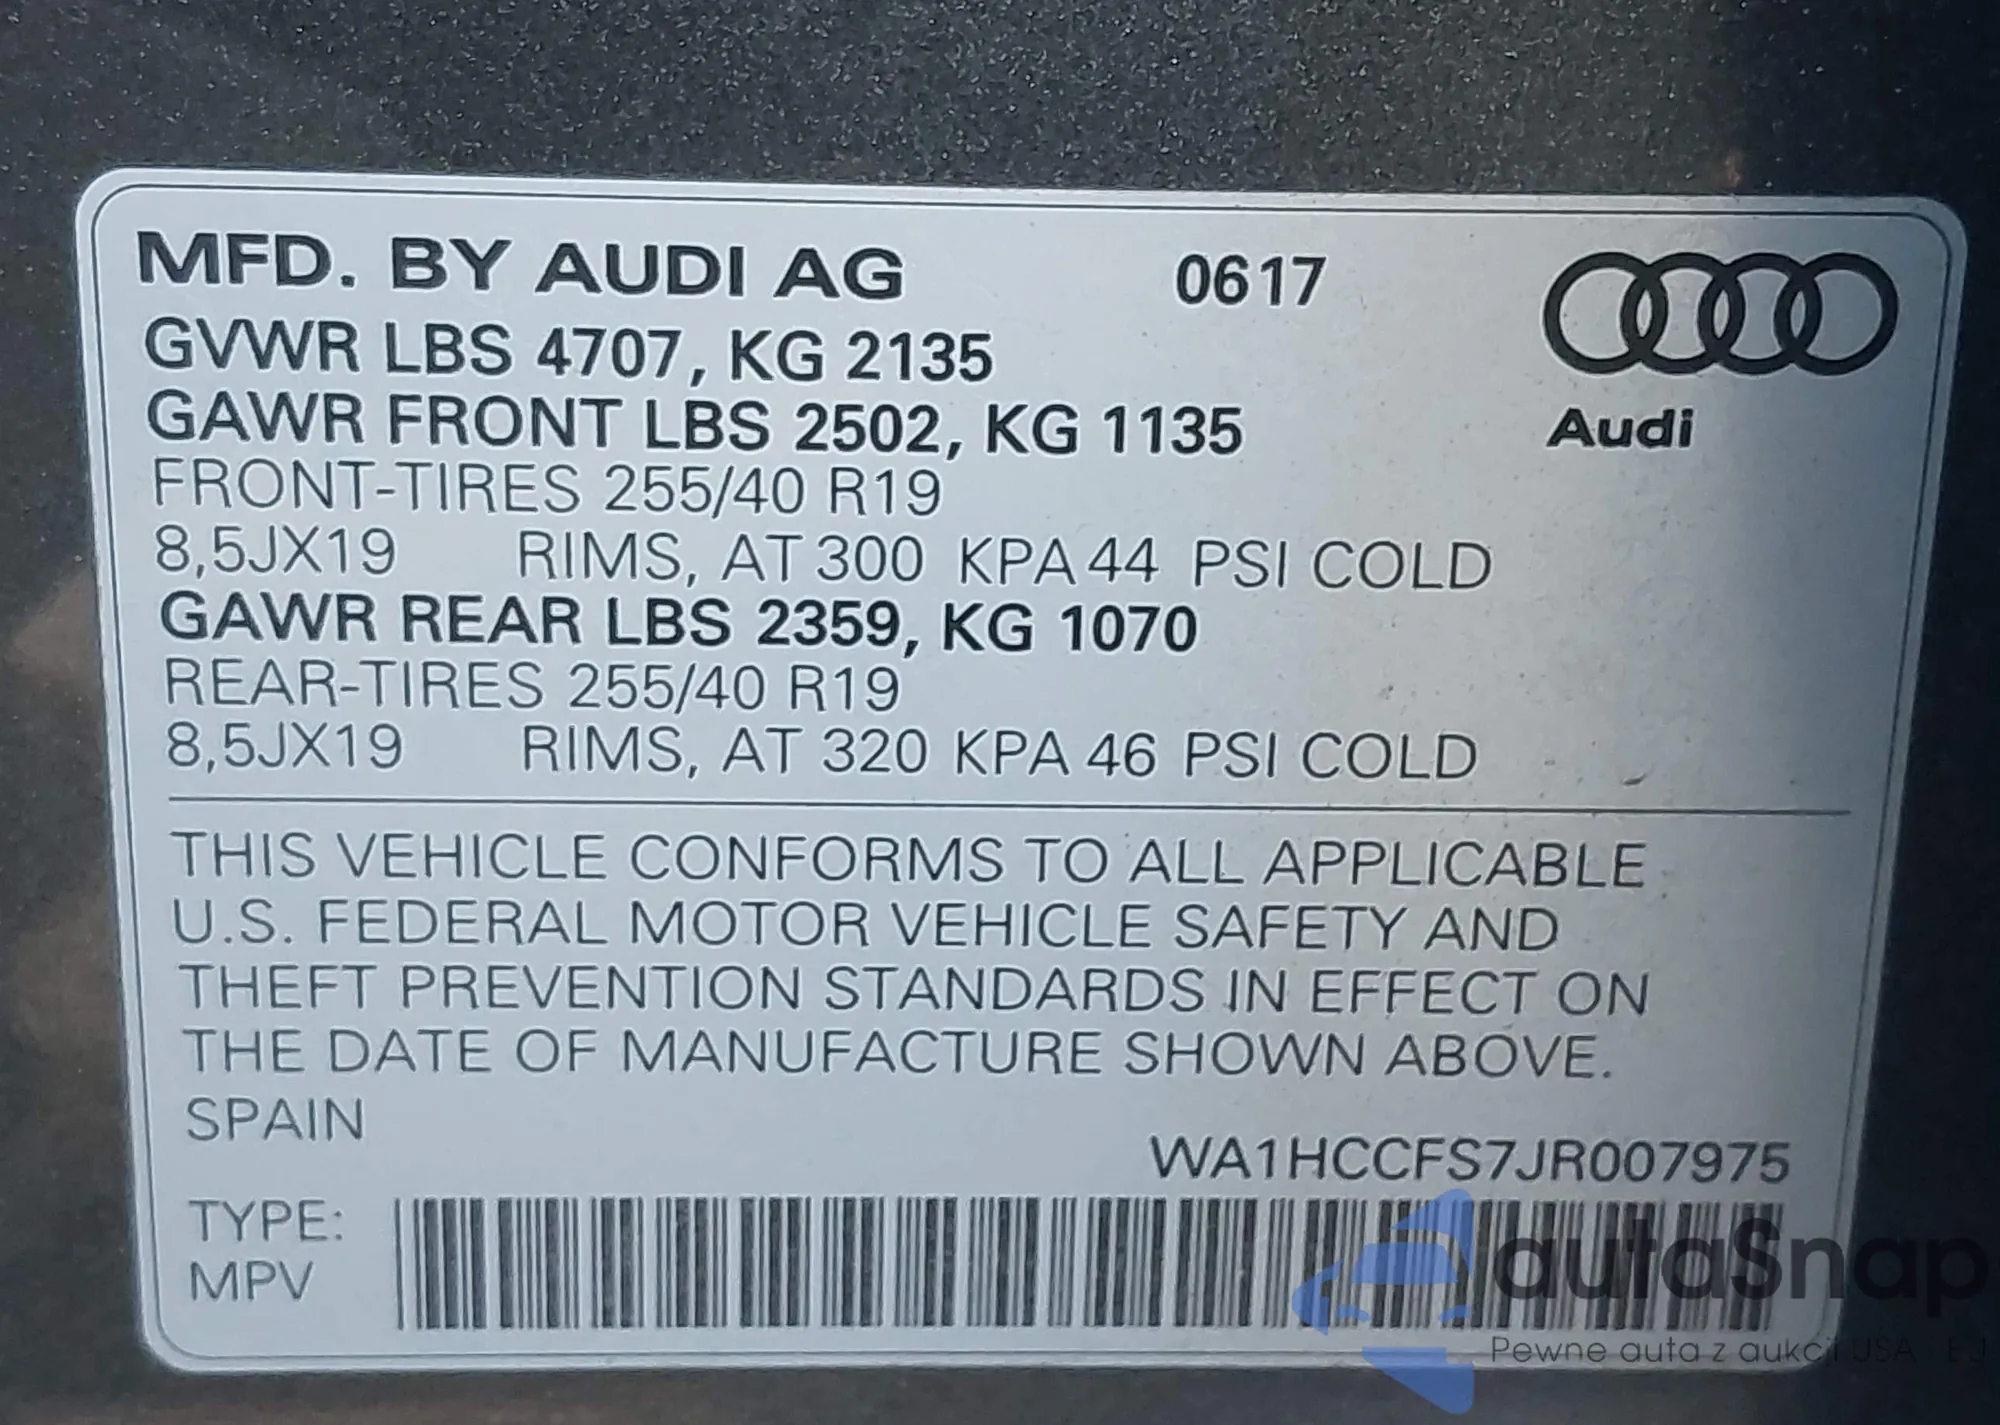 MFD. BY AUDI AG 0617
GVWR LBS 4707, KG 2135
GAWR FRONT LBS 2502, KG 1135
Audi
FRONT-TIRES 255/40 R19
8,5JX19 RIMS, AT 300 KPA 44 PSI COLD
GAWR REAR LBS 2359, KG 1070
REAR-TIRES 255/40 R19
8,5JX19 RIMS, AT 320 KPA 46 PSI COLD
THIS VEHICLE CONFORMS TO ALL APPLICABLE
U.S. FEDERAL MOTOR VEHICLE SAFETY AND
THEFT PREVENTION STANDARDS IN EFFECT ON
THE DATE OF MANUFACTURE SHOWN ABOVE.
SPAIN
WA1HCCFS7JR007975
TYPE:
MPV
autaSnap
Pewne auta z aukcji USA